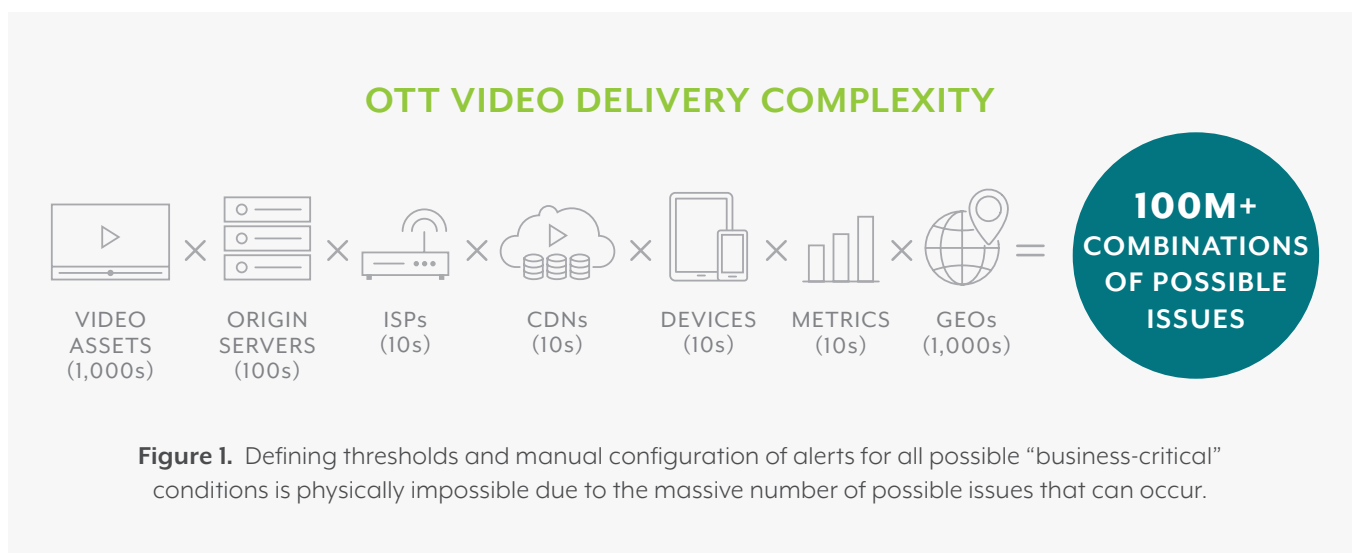 OTT VIDEO DELIVERY COMPLEXITY
VIDEO
ASSETS
(1,000s)
×
ORIGIN
SERVERS
(100s)
×
ISPs
(10s)
×
CDNs
(10s)
×
DEVICES
(10s)
×
METRICS
(10s)
×
GEOs
(1,000s)
=
100M+
COMBINATIONS
OF POSSIBLE
ISSUES
Figure 1. Defining thresholds and manual configuration of alerts for all possible “business-critical”
conditions is physically impossible due to the massive number of possible issues that can occur.